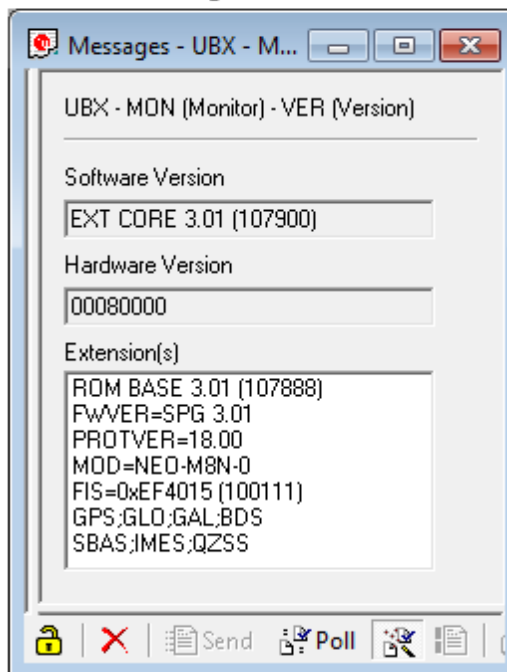 Messages - UBX - M...
UBX - MON (Monitor) - VER (Version)
Software Version
EXT CORE 3.01 (107900)
Hardware Version
00080000
Extension(s)
ROM BASE 3.01 (107888)
FWVER=SPG 3.01
PROTVER=18.00
MOD=NEO-M8N-0
FIS=0xEF4015 (100111)
GPS;GLO;GAL;BDS
SBAS;IMES;QZSS
Send Poll